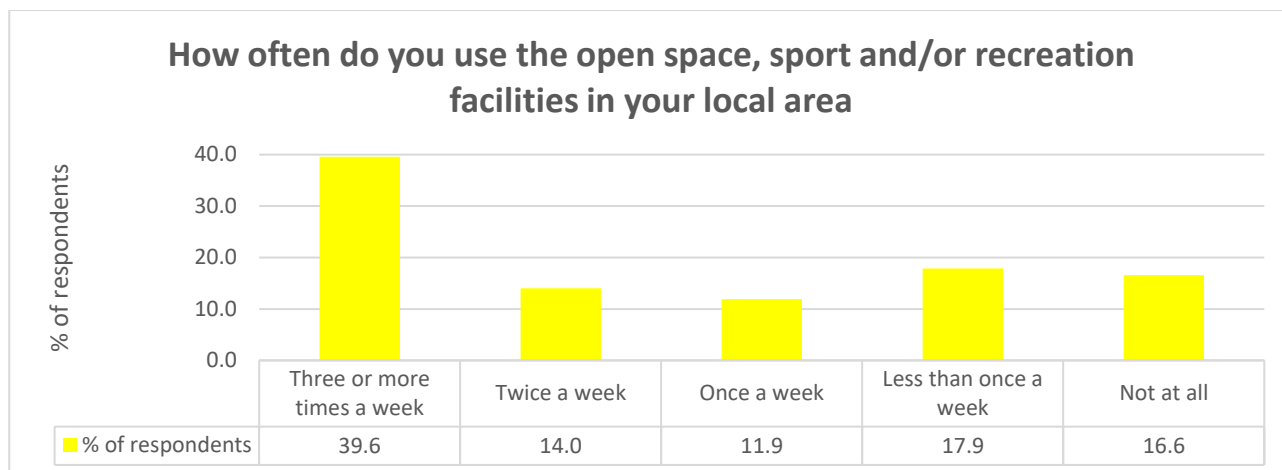 How often do you use the open space, sport and/or recreation
facilities in your local area
% of respondents
40.0
30.0
20.0
10.0
0.0
Three or more
times a week
Twice a week
Once a week
Less than once a
week
Not at all
% of respondents
39.6
14.0
11.9
17.9
16.6